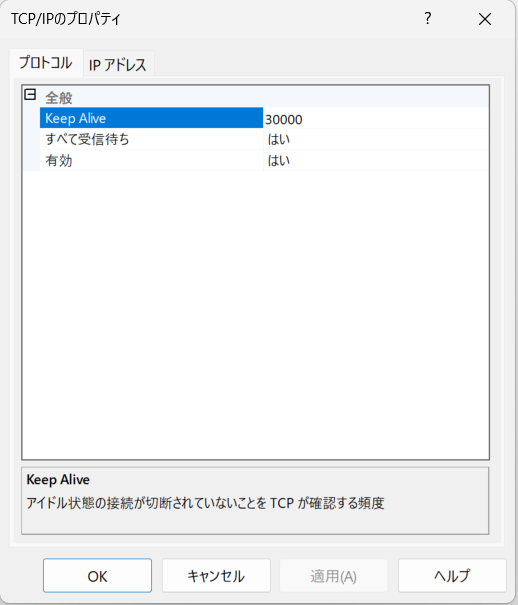 TCP/IPのプロパティ
プロトコル IP アドレス
全般
Keep Alive 30000
すべて受信待ち はい
有効 はい
Keep Alive
アイドル状態の接続が切断されていないことを TCP が確認する頻度
OK キャンセル 適用(A) ヘルプ